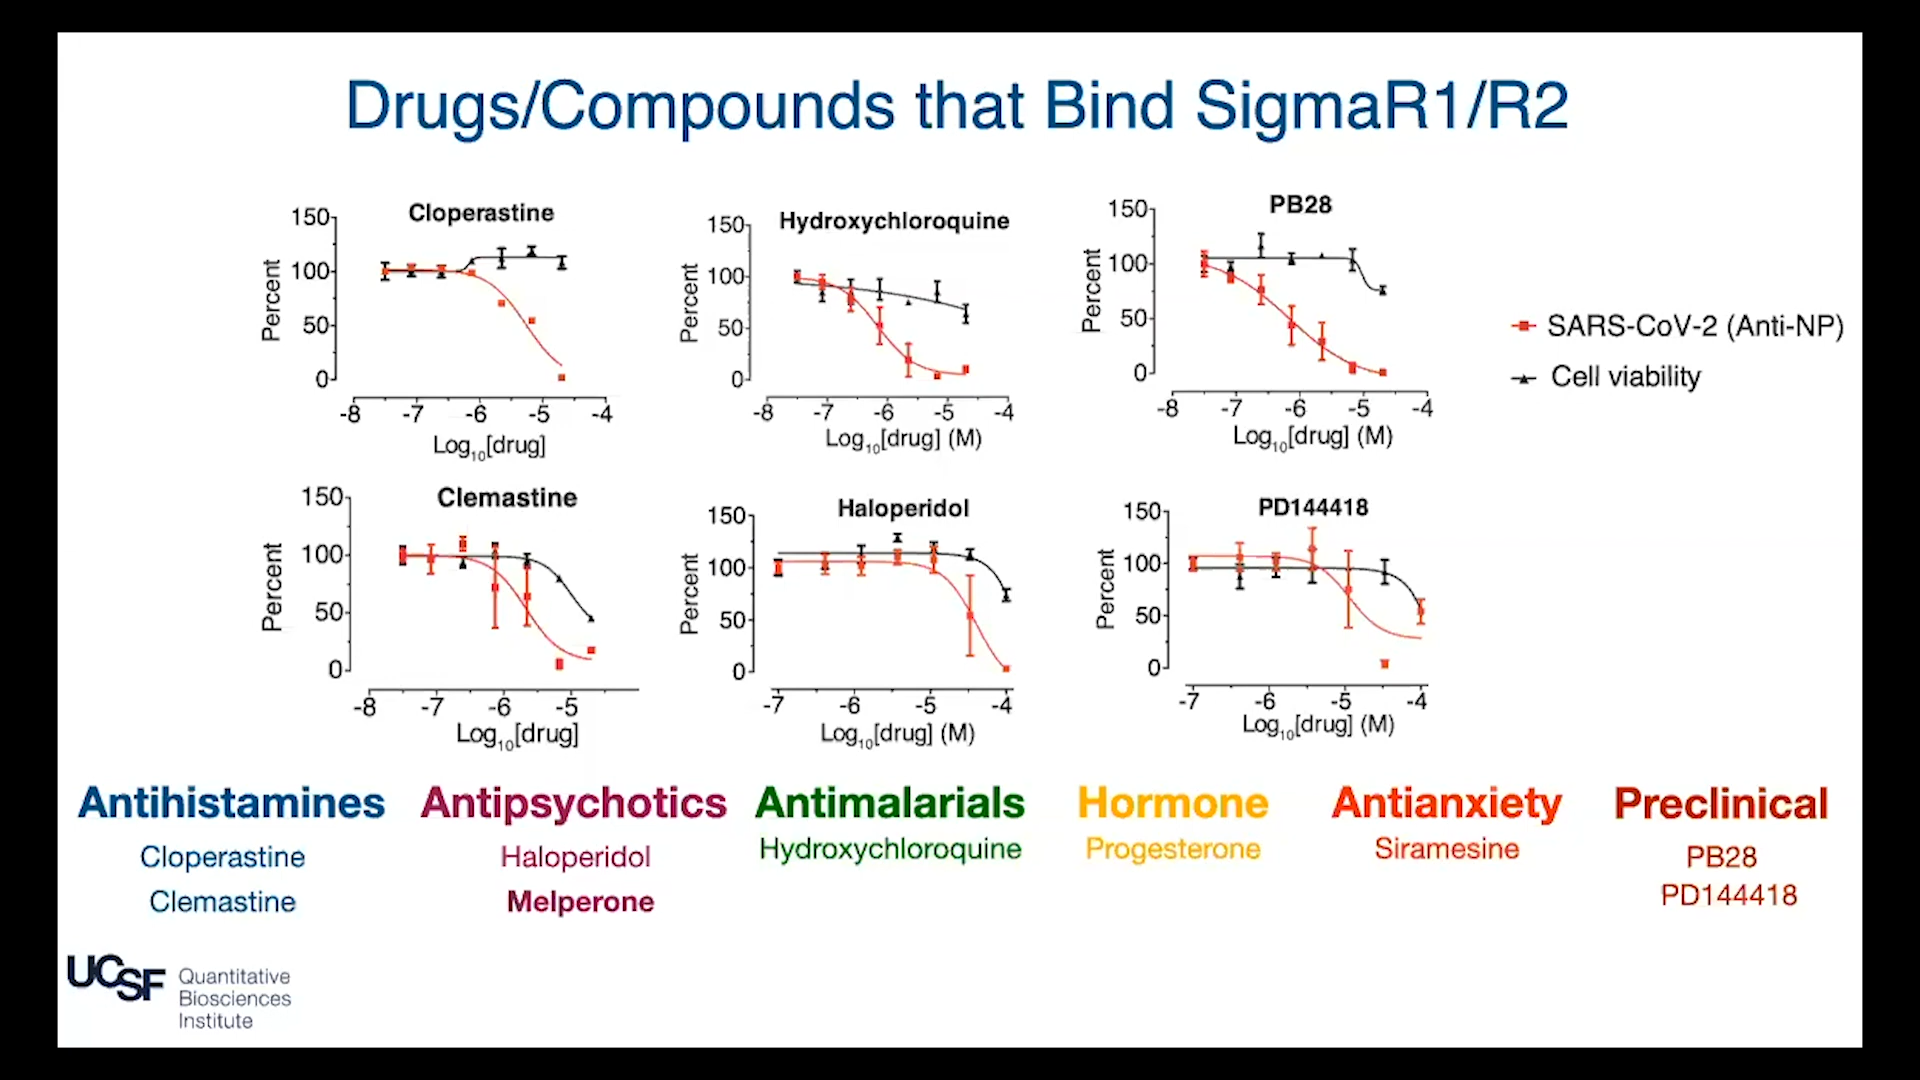 Drugs/Compounds that Bind SigmaR1/R2
Cloperastine
150
100
50
0
Percent
-8 -7 -6 -5 -4
Log10[drug]
Hydroxychloroquine
150
100
50
0
Percent
-8 -7 -6 -5 -4
Log10[drug] (M)
PB28
150
100
50
0
Percent
-8 -7 -6 -5 -4
Log10[drug] (M)
SARS-CoV-2 (Anti-NP)
Cell viability
Clemastine
150
100
50
0
Percent
-8 -7 -6 -5
Log10[drug]
Haloperidol
150
100
50
0
Percent
-7 -6 -5 -4
Log10[drug] (M)
PD144418
150
100
50
0
Percent
-7 -6 -5 -4
Log10[drug] (M)
Antihistamines
Cloperastine
Clemastine
Antipsychotics
Haloperidol
Melperone
Antimalarials
Hydroxychloroquine
Hormone
Progesterone
Antianxiety
Siramesine
Preclinical
PB28
PD144418
UCSF
Quantitative
Biosciences
Institute